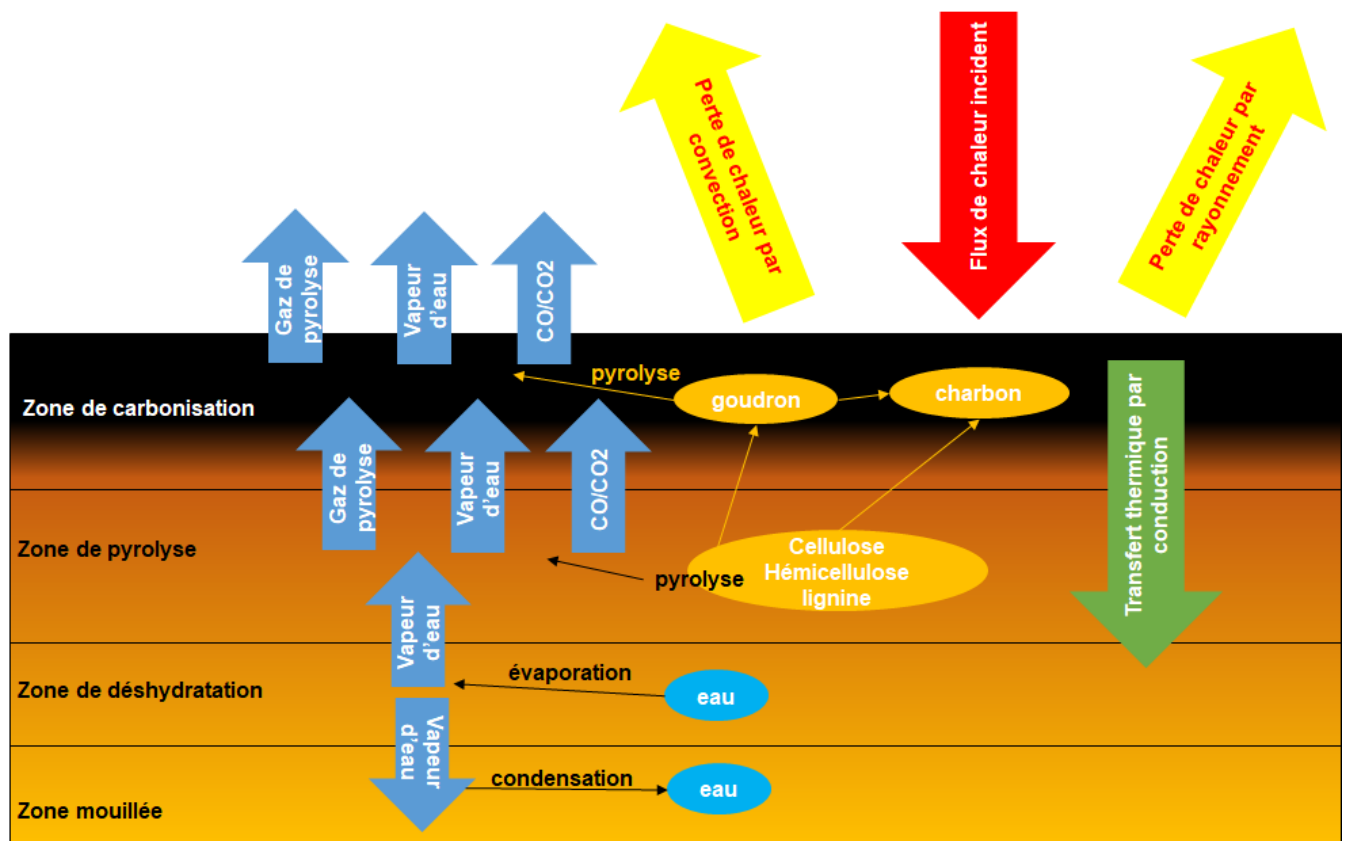 Perte de chaleur par
convection
Flux de chaleur incident
Perte de chaleur par
rayonnement
Gaz de
pyrolyse
Vapeur
d'eau
CO/CO2
Zone de carbonisation
pyrolyse
goudron
charbon
Gaz de
pyrolyse
Vapeur
d'eau
CO/CO2
Transfert thermique par
conduction
Zone de pyrolyse
pyrolyse
Cellulose
Hémicellulose
lignine
Vapeur
d'eau
Zone de déshydratation
évaporation
eau
Vapeur
d'eau
condensation
eau
Zone mouillée